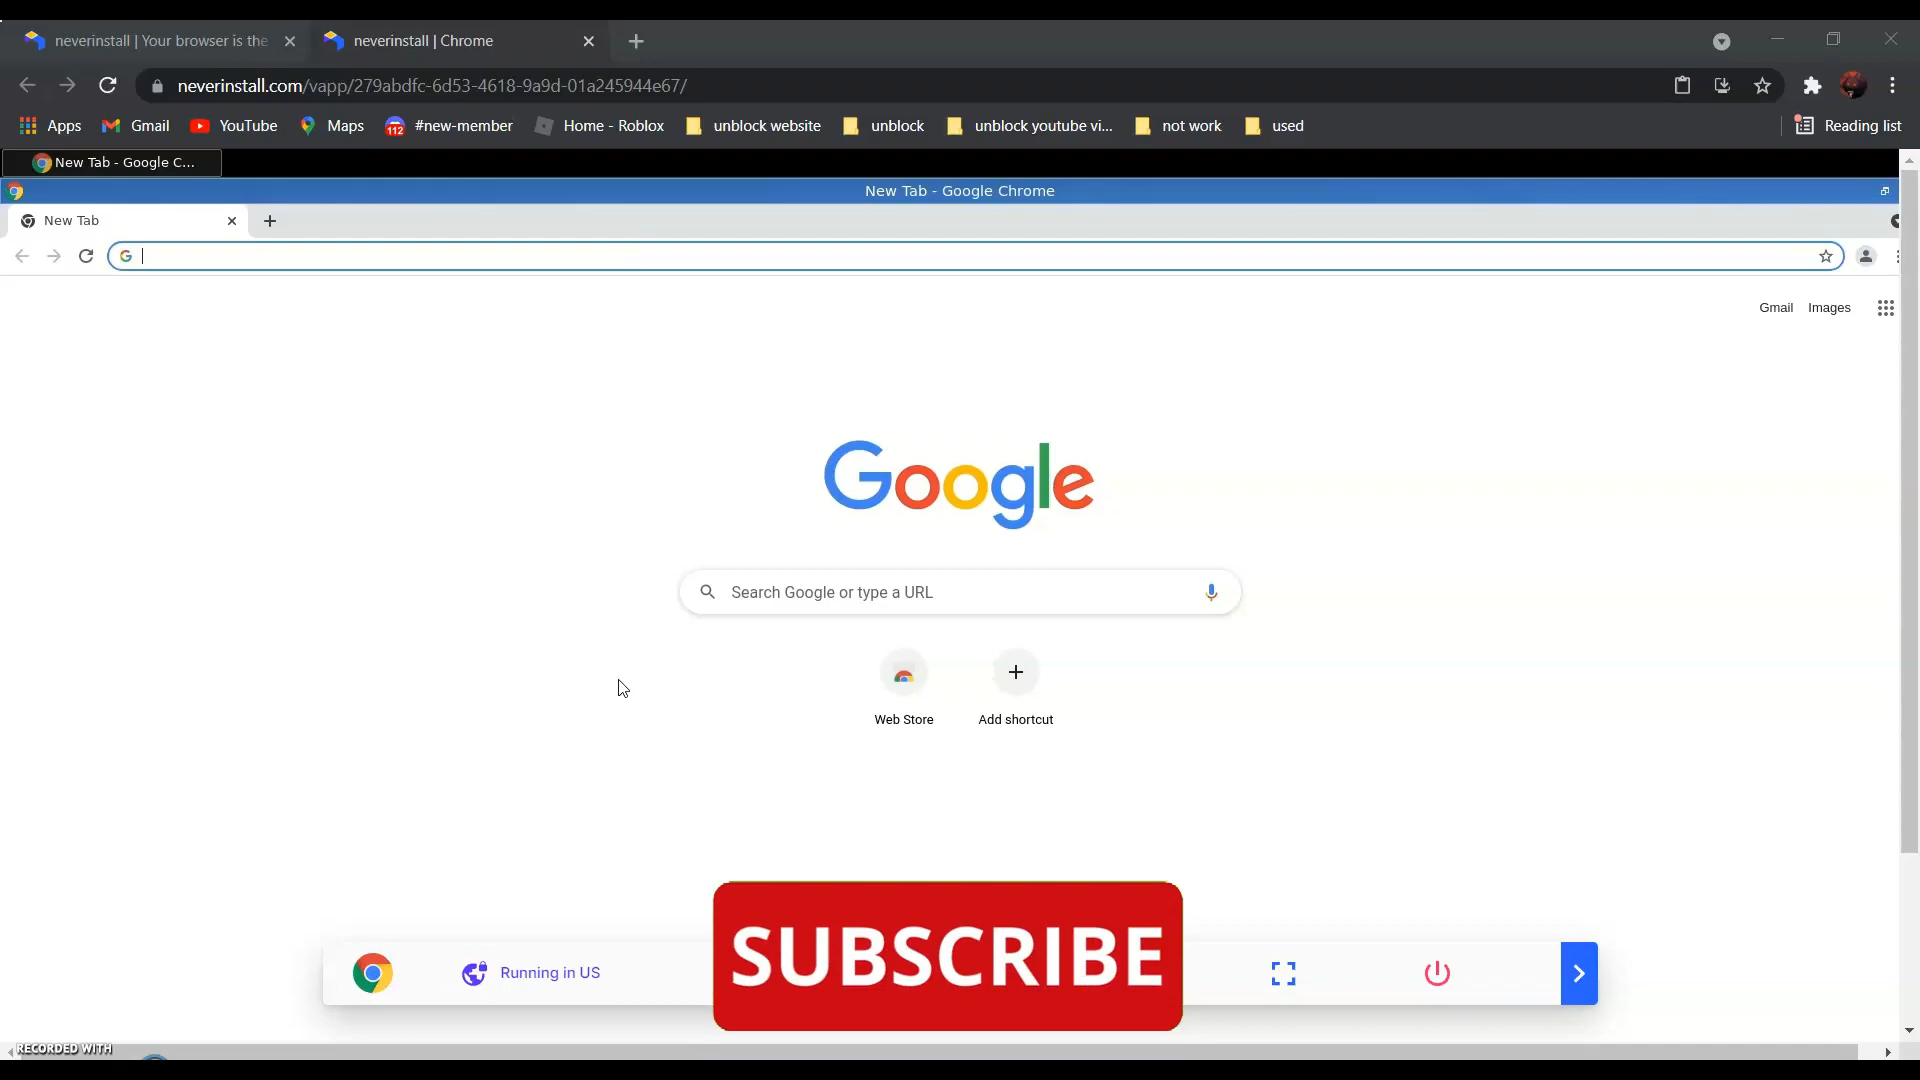 neverinstall | Your browser is the
neverinstall | Chrome
neverinstall.com/vapp/279abdfc-6d53-4618-9a9d-01a245944e67/
Apps Gmail YouTube Maps 112 #new-member Home - Roblox unblock website unblock unblock youtube vi... not work used Reading list
New Tab - Google C...
New Tab - Google Chrome
New Tab
Gmail Images
Google
Search Google or type a URL
Web Store Add shortcut
Running in US
SUBSCRIBE
RECORDED WITH